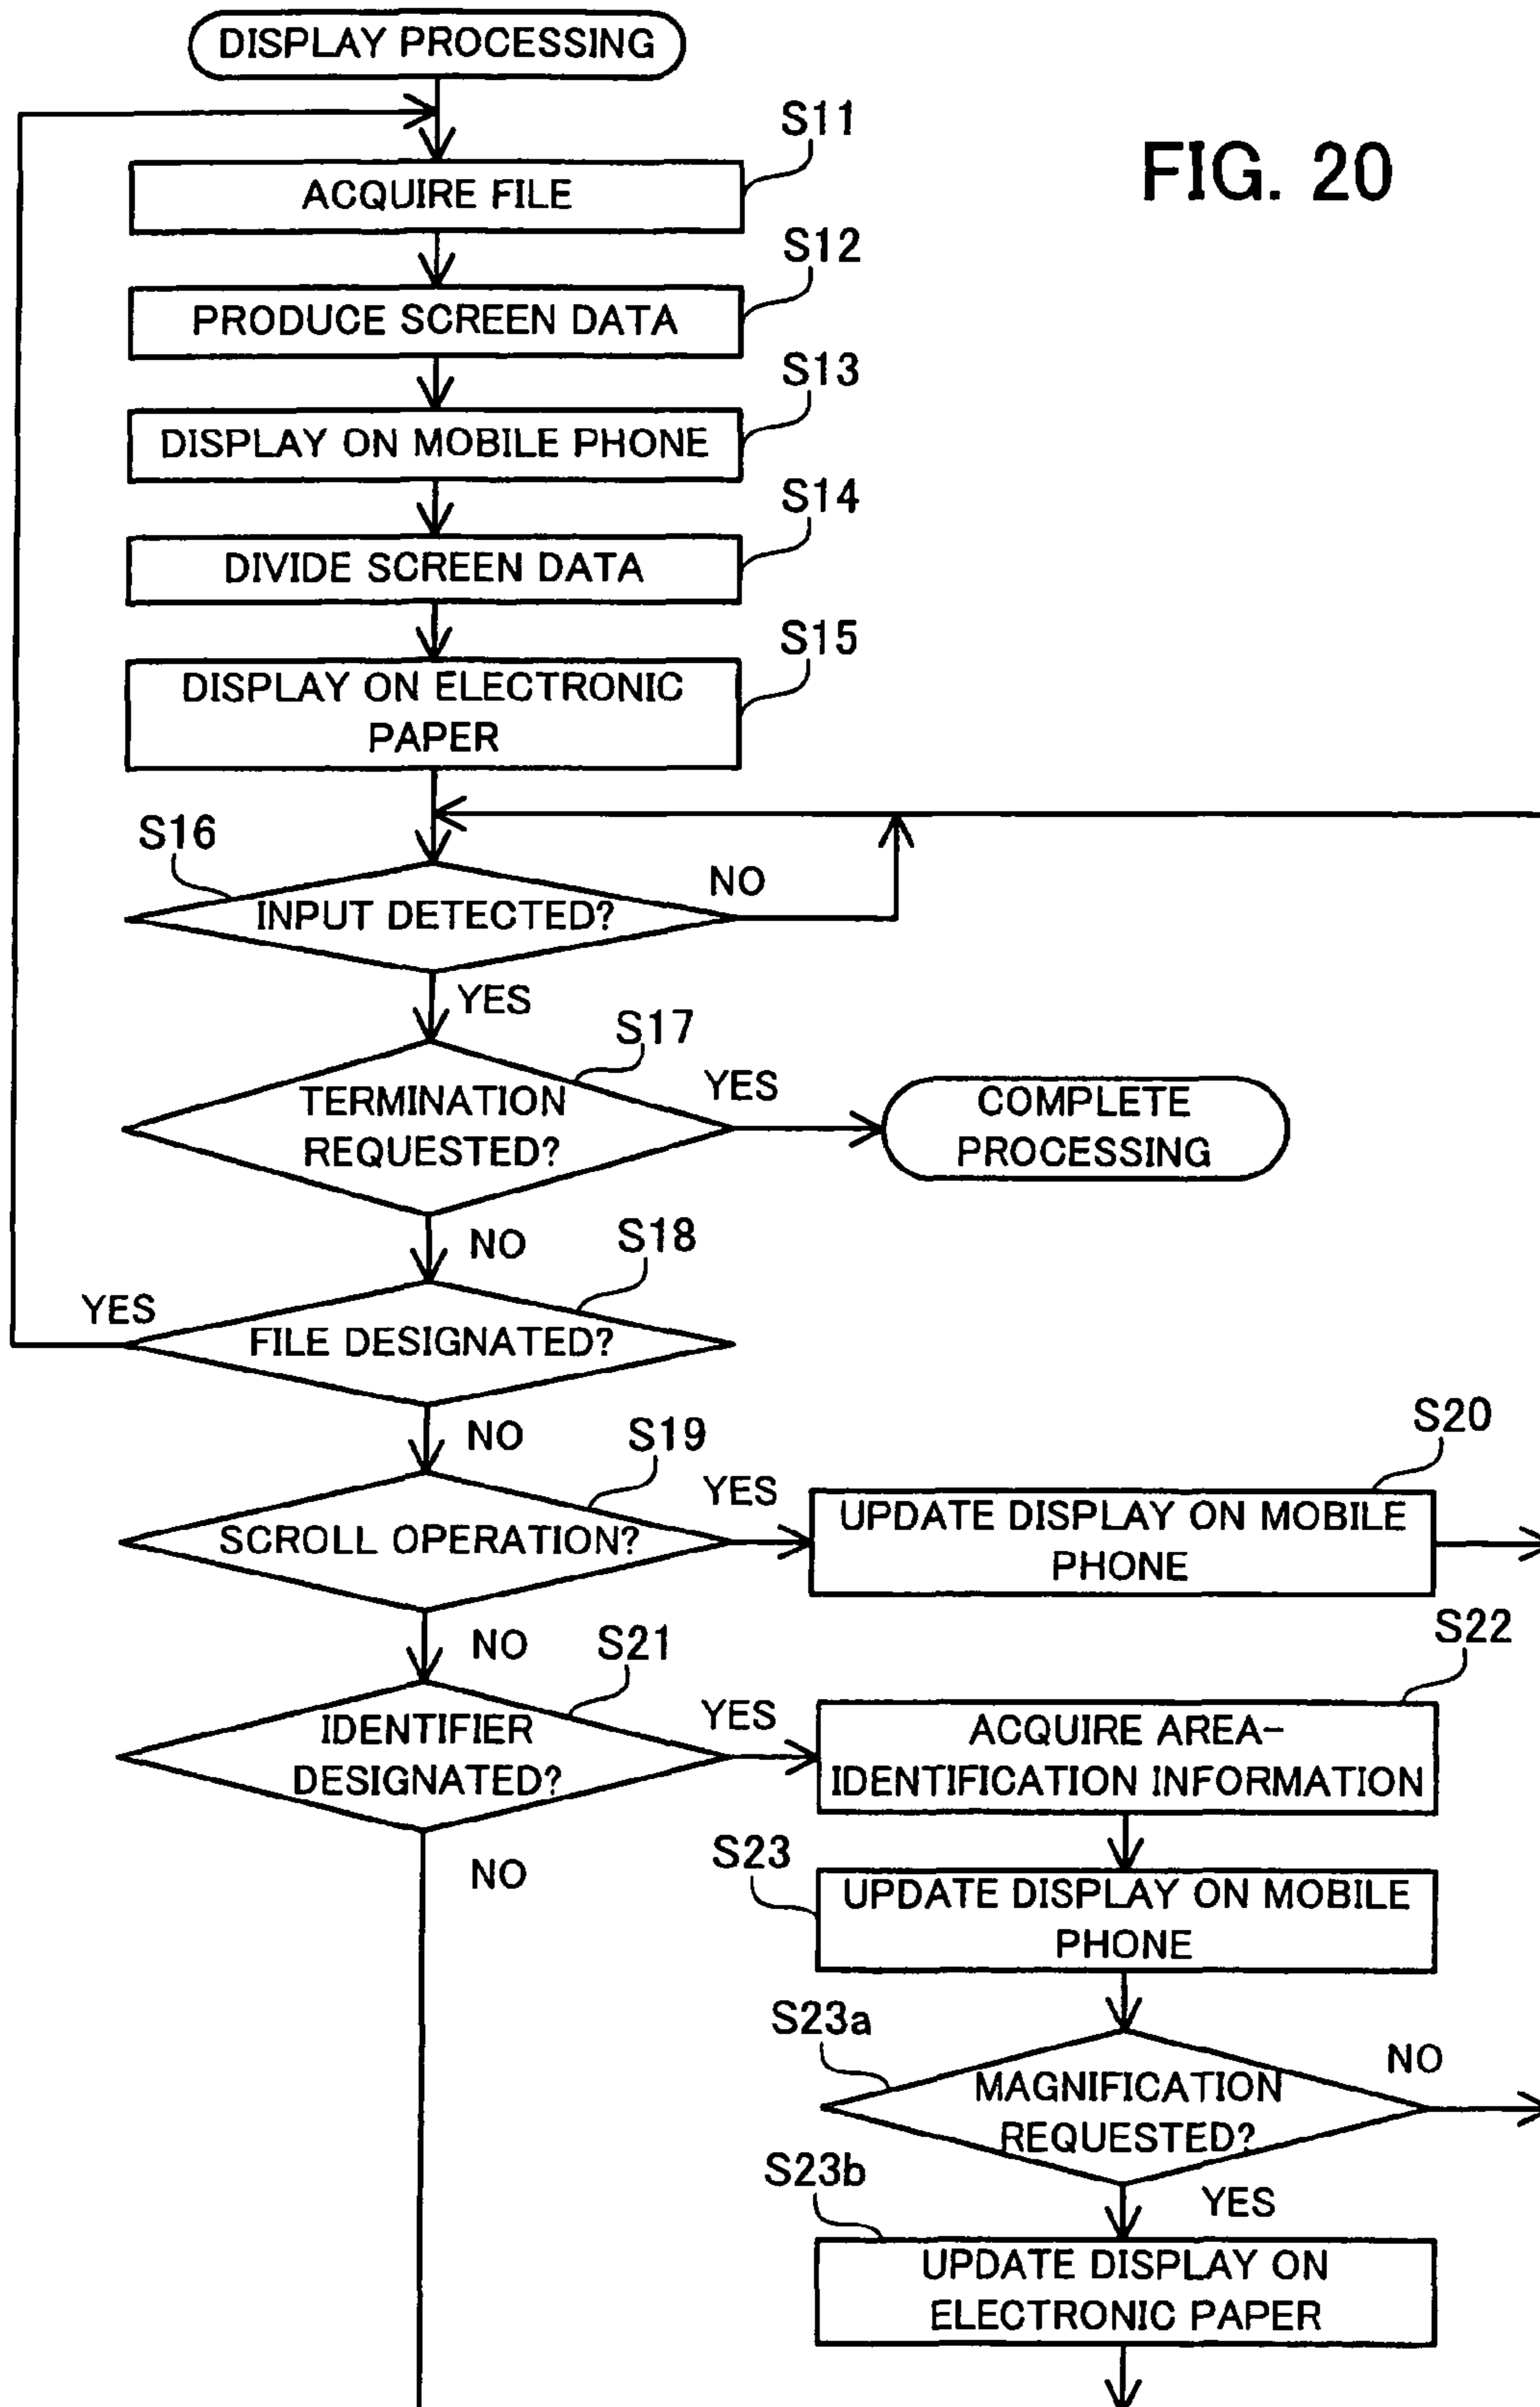 DISPLAY PROCESSING
FIG. 20
S11
ACQUIRE FILE
S12
PRODUCE SCREEN DATA
S13
DISPLAY ON MOBILE PHONE
S14
DIVIDE SCREEN DATA
S15
DISPLAY ON ELECTRONIC
PAPER
S16
INPUT DETECTED?
NO
YES
S17
TERMINATION
REQUESTED?
YES
COMPLETE
PROCESSING
NO
S18
YES
FILE DESIGNATED?
NO
S19
SCROLL OPERATION?
YES
S20
UPDATE DISPLAY ON MOBILE
PHONE
NO
S21
IDENTIFIER
DESIGNATED?
YES
S22
ACQUIRE AREA-
IDENTIFICATION INFORMATION
NO
S23
UPDATE DISPLAY ON MOBILE
PHONE
S23a
MAGNIFICATION
REQUESTED?
NO
YES
S23b
UPDATE DISPLAY ON
ELECTRONIC PAPER